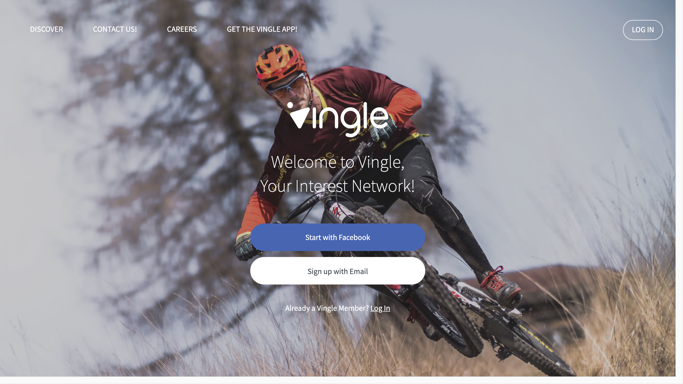 DISCOVER CONTACT US! CAREERS GET THE VINGLE APP! LOG IN
vingle
Welcome to Vingle,
Your Interest Network!
Start with Facebook
Sign up with Email
Already a Vingle Member? Log In